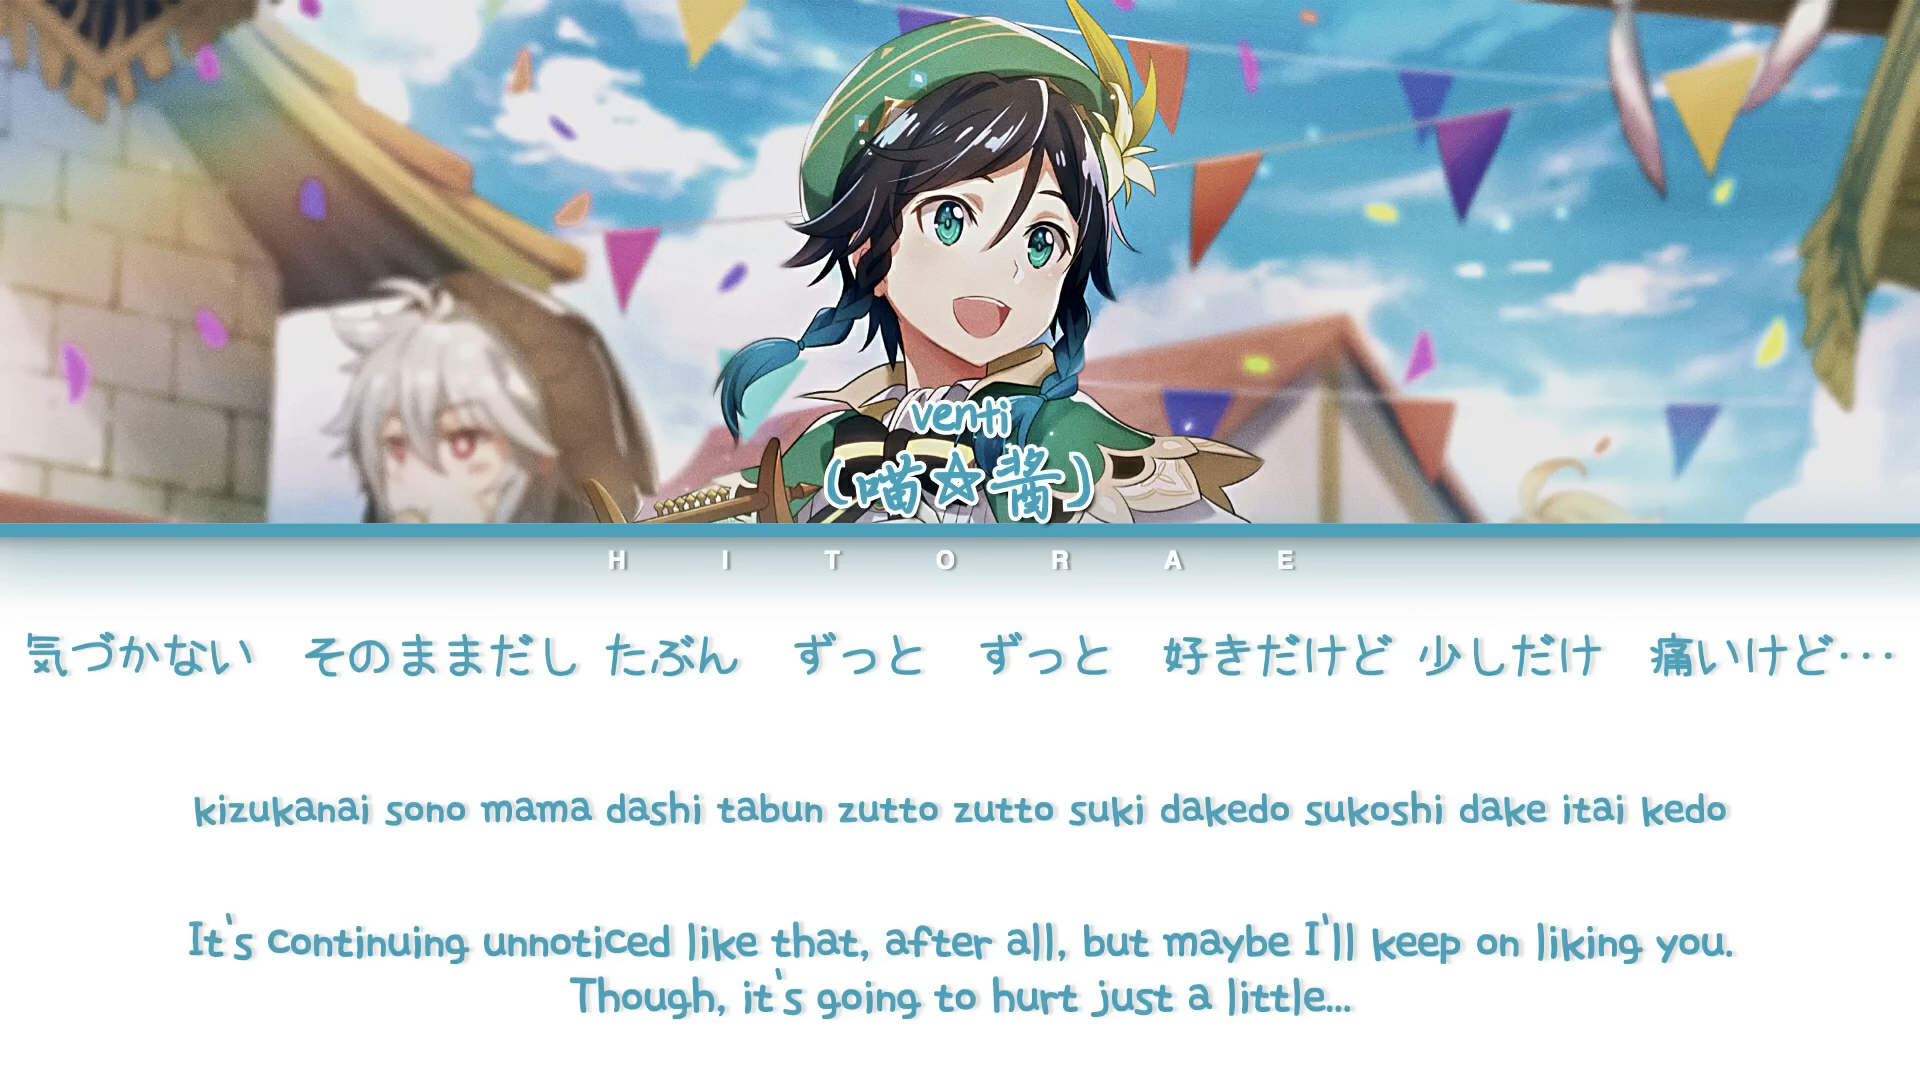 venti
(喵☆酱)
HITORAE
気づかない　そのままだし たぶん　ずっと　ずっと　好きだけど 少しだけ　痛いけど···
kizukanai sono mama dashi tabun zutto zutto suki dakedo sukoshi dake itai kedo
It's continuing unnoticed like that, after all, but maybe I'll keep on liking you.
Though, it's going to hurt just a little...